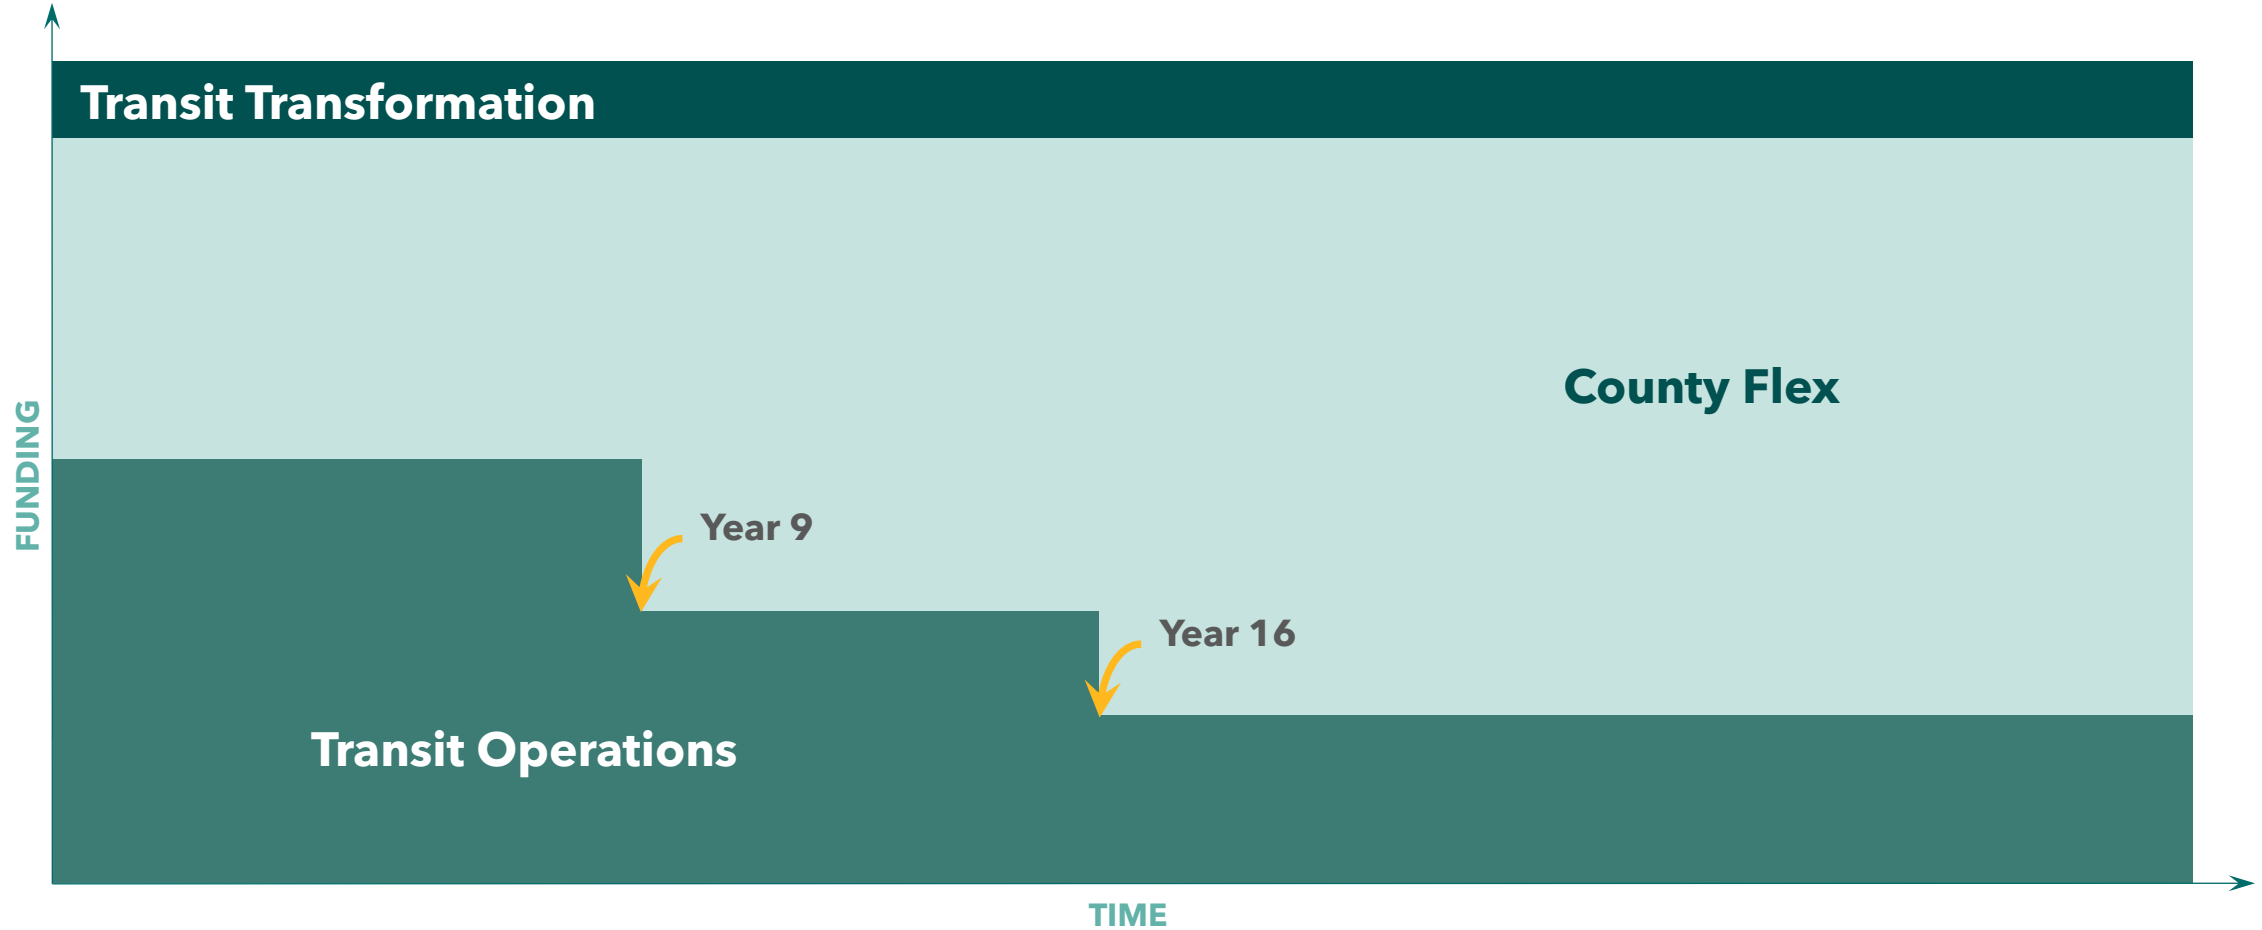 Transit Transformation
County Flex
FUNDING
Year 9
Year 16
Transit Operations
TIME